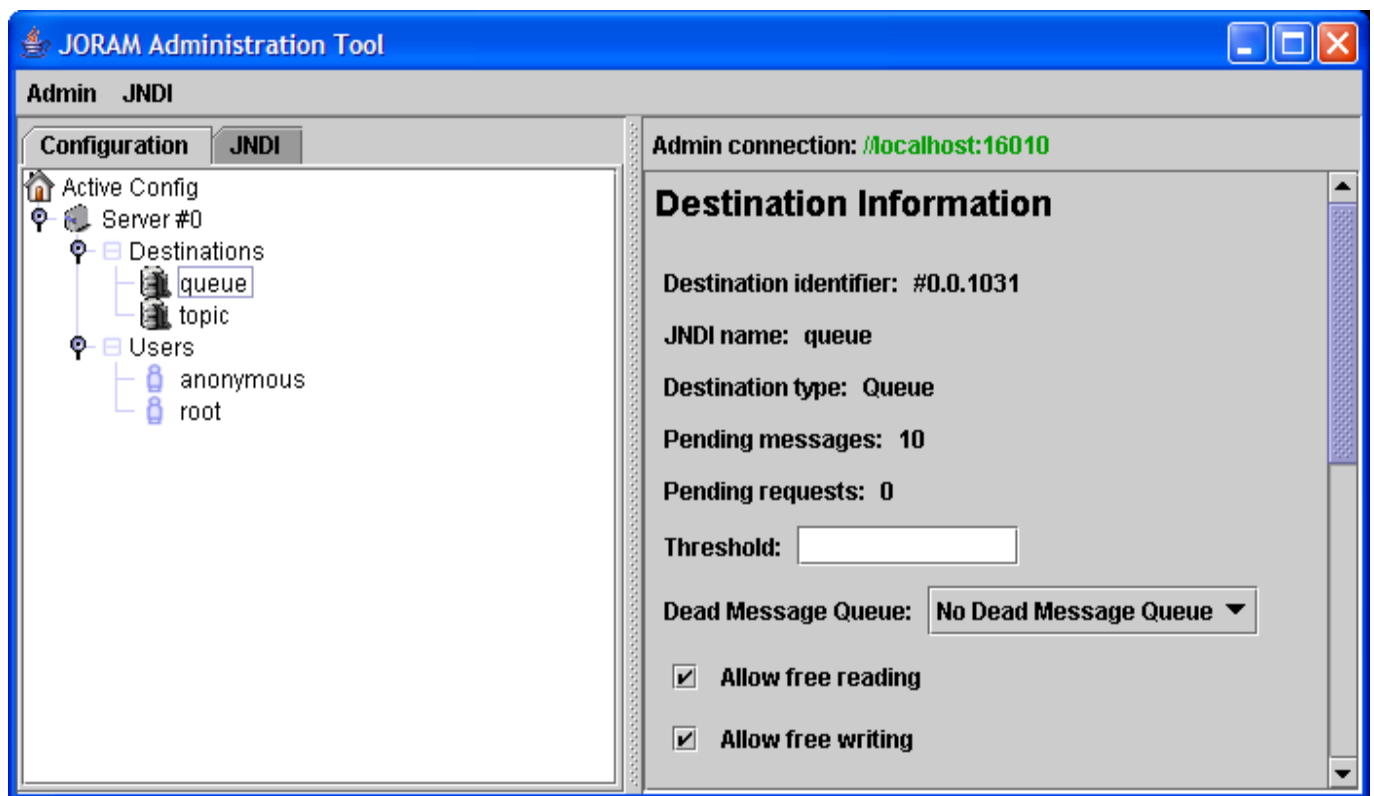 JORAM Administration Tool
Admin JNDI
Configuration JNDI
Active Config
Server #0
Destinations
queue
topic
Users
anonymous
root
Admin connection: //localhost:16010
Destination Information
Destination identifier: #0.0.1031
JNDI name: queue
Destination type: Queue
Pending messages: 10
Pending requests: 0
Threshold:
Dead Message Queue: No Dead Message Queue
Allow free reading
Allow free writing